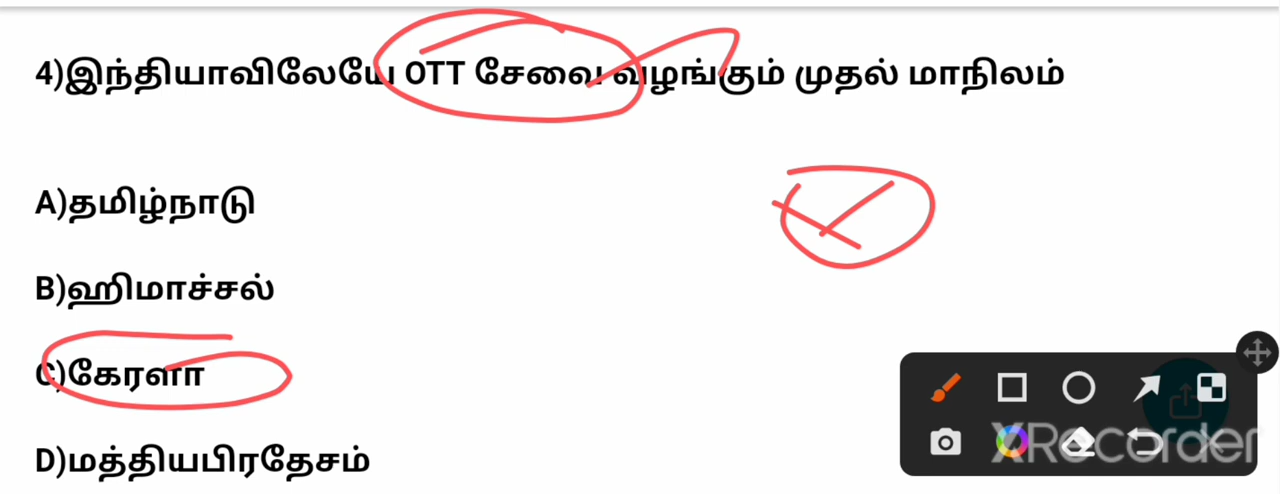 4)இந்தியாவிலேயே OTT சேவை வழங்கும் முதல் மாநிலம்
A)தமிழ்நாடு
B)ஹிமாச்சல்
C)கேரளா
D)மத்தியபிரதேசம்
XRecorder